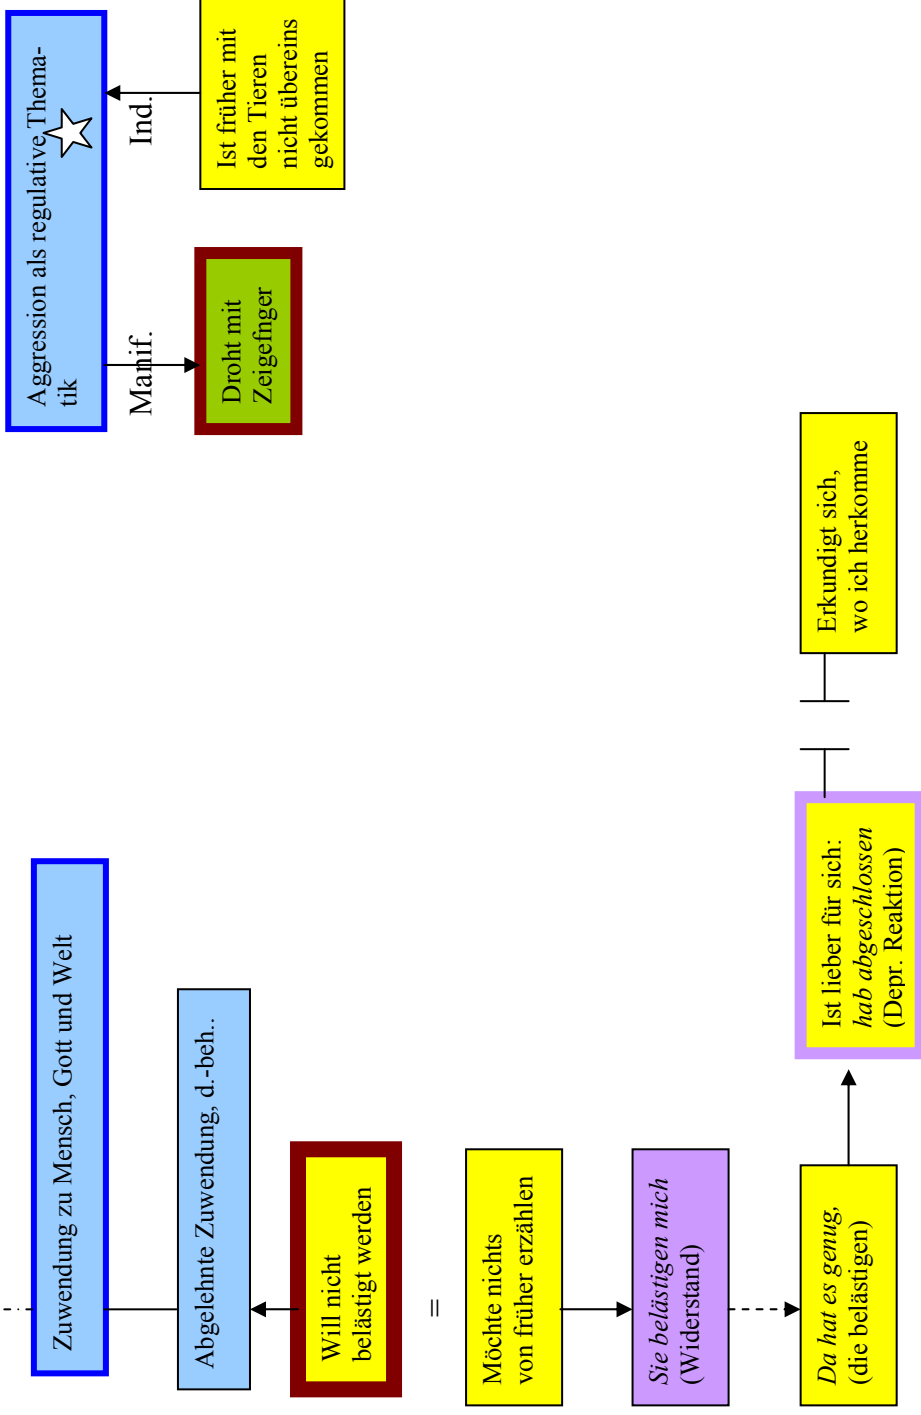 Zuwendung zu Mensch, Gott und Welt
Abgelehnte Zuwendung, d.-beh..
Will nicht
belästigt werden
=
Möchte nichts
von früher erzählen
Sie belästigen mich
(Widerstand)
Da hat es genug,
(die belästigen)
Ist lieber für sich:
hab abgeschlossen
(Depr. Reaktion)
Erkundigt sich,
wo ich herkomme
Aggression als regulative Thema-
tik
Manif.
Ind.
Droht mit
Zeigefnger
Ist früher mit
den Tieren
nicht übereins
gekommen